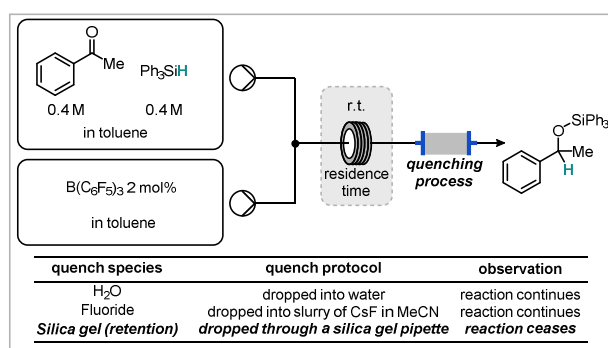 O
Me
Ph₃SiH
0.4 M
0.4 M
in toluene
B(C₆F₅)₃ 2 mol%
in toluene
r.t.
residence
time
quenching
process
SiPh₃
O
Me
H
quench species quench protocol observation
H₂O dropped into water reaction continues
Fluoride dropped into slurry of CsF in MeCN reaction continues
Silica gel (retention) dropped through a silica gel pipette reaction ceases